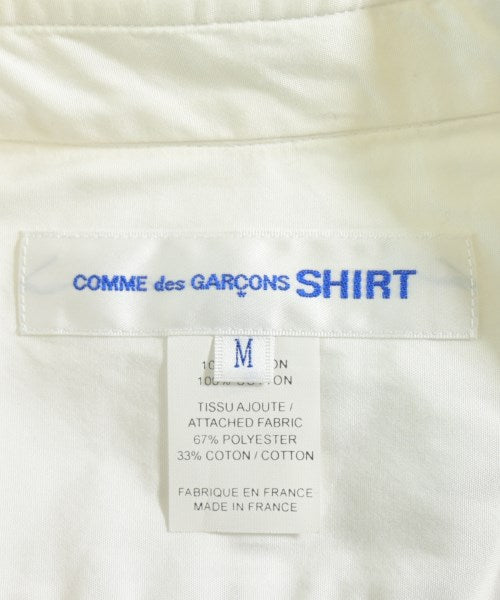 COMME des GARÇONS SHIRT
M
100% COTTON
TISSU AJOUTE /
ATTACHED FABRIC
67% POLYESTER
33% COTON / COTTON
FABRIQUE EN FRANCE
MADE IN FRANCE